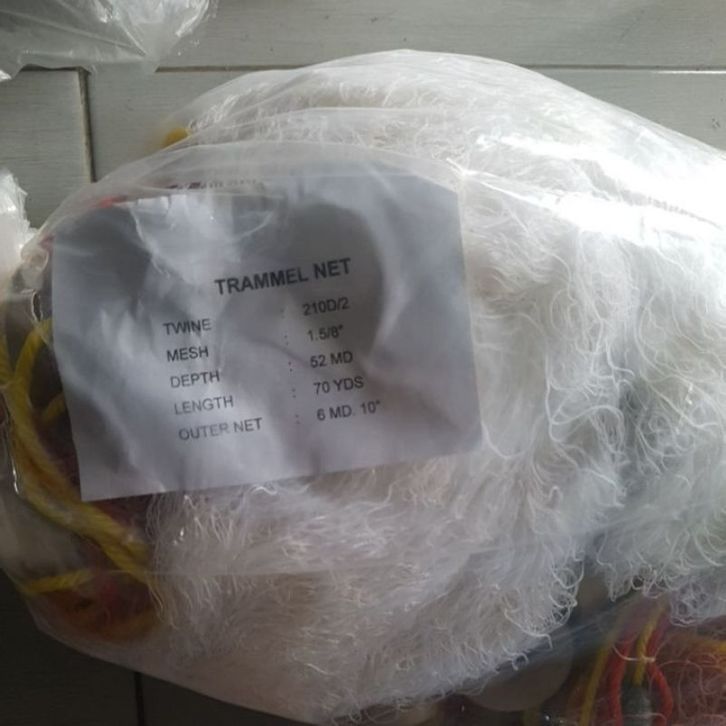 TRAMMEL NET
TWINE : 210D/2
MESH : 1.5/8"
DEPTH : 52 MD
LENGTH : 70 YDS
OUTER NET : 6 MD. 10"